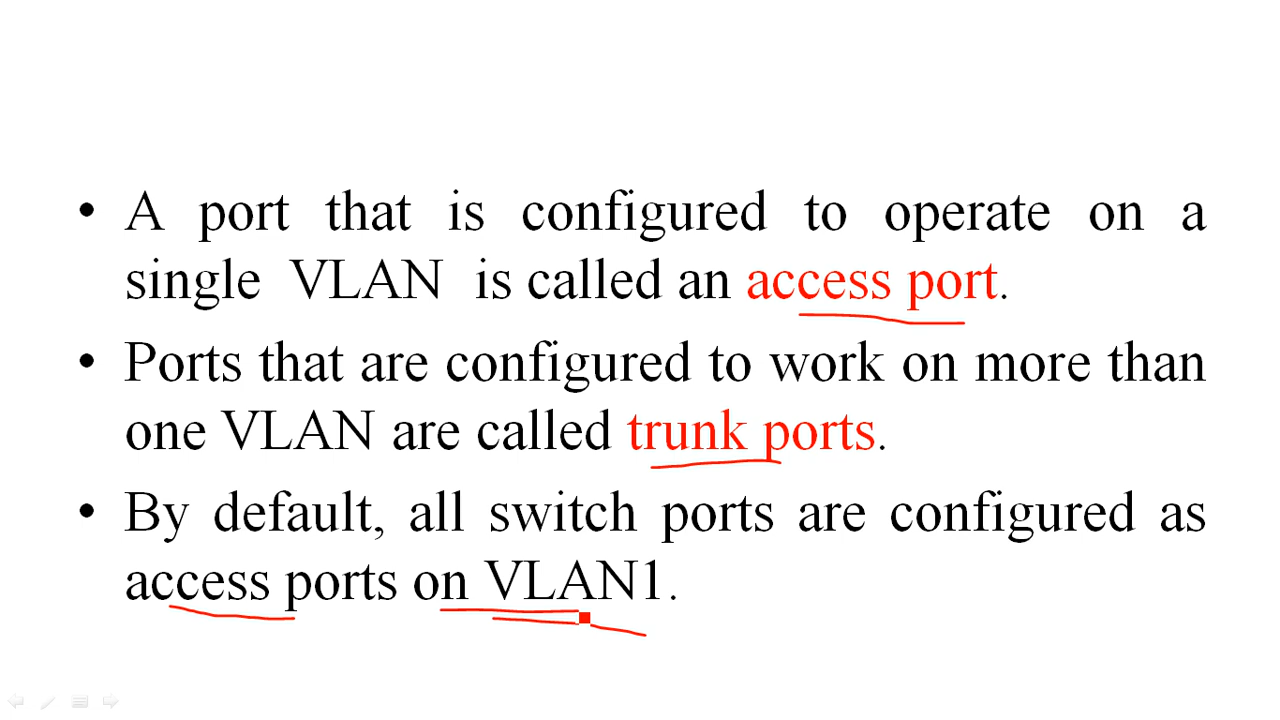 • A port that is configured to operate on a
single VLAN is called an access port.
• Ports that are configured to work on more than
one VLAN are called trunk ports.
• By default, all switch ports are configured as
access ports on VLAN1.